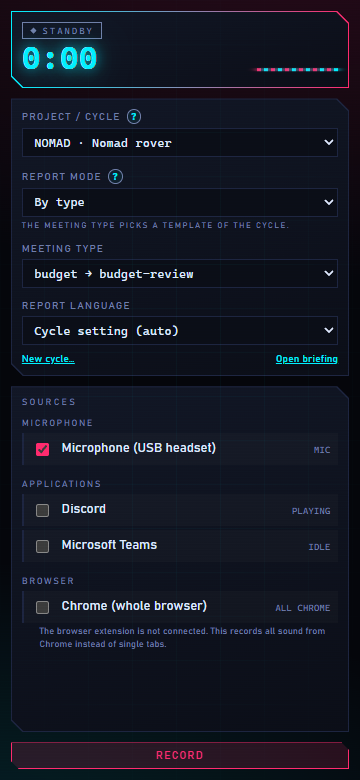 ◆ STANDBY
0:00
PROJECT / CYCLE ?
NOMAD · Nomad rover
REPORT MODE ?
By type
THE MEETING TYPE PICKS A TEMPLATE OF THE CYCLE.
MEETING TYPE
budget → budget-review
REPORT LANGUAGE
Cycle setting (auto)
New cycle… Open briefing
SOURCES
MICROPHONE
Microphone (USB headset) MIC
APPLICATIONS
Discord PLAYING
Microsoft Teams IDLE
BROWSER
Chrome (whole browser) ALL CHROME
The browser extension is not connected. This records all sound from
Chrome instead of single tabs.
RECORD